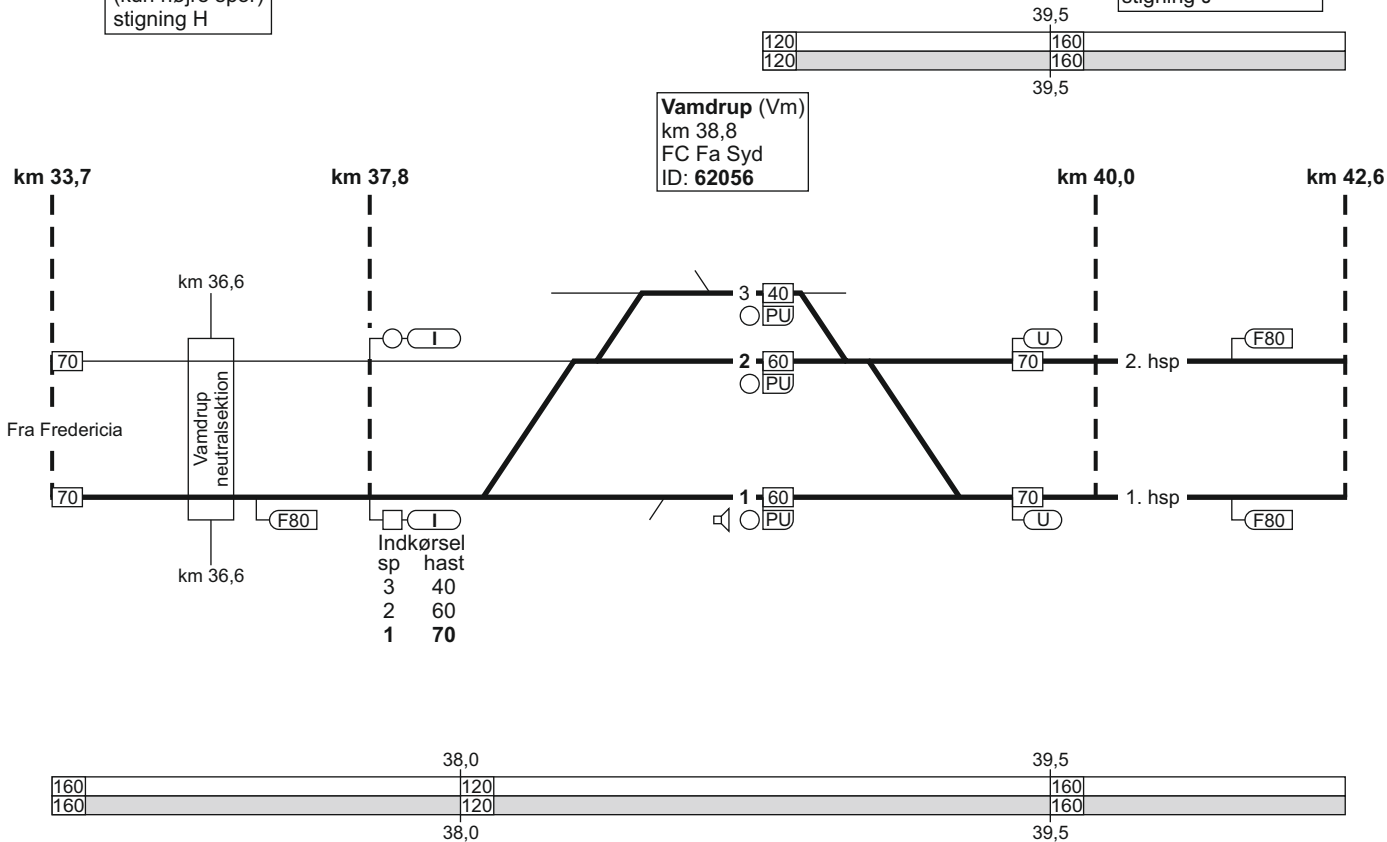 stigning H
39,5
120 160
120 160
39,5
Vamdrup (Vm)
km 38,8
FC Fa Syd
ID: 62056
km 33,7
km 37,8
km 40,0
km 42,6
km 36,6
3 40
PU
I
U
F80
70
2 60
70
2. hsp
PU
Vamdrup
neutralsektion
Fra Fredericia
70
1 60
70
1. hsp
F80
I
PU
U
F80
Indkørsel
sp hast
3 40
2 60
1 70
km 36,6
38,0
39,5
160 120 160
160 120 160
38,0
39,5